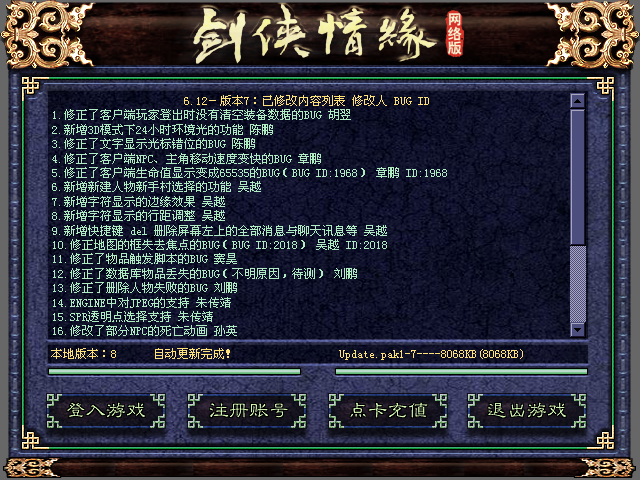 剑侠情緣
网络版
6.12-版本7：已修改内容列表 修改人 BUG ID
1.修正了客户端玩家登出时没有清空装备数据的BUG 胡翌
2.新增3D模式下24小时环境光的功能 陈鹏
3.修正了文字显示光标错位的BUG 陈鹏
4.修正了客户端NPC、主角移动速度变快的BUG 章鹏
5.修正了客户端生命值显示变成65535的BUG(BUG ID:1968) 章鹏 ID:1968
6.新增新建人物新手村选择的功能 吴越
7.新增字符显示的边缘效果 吴越
8.新增字符显示的行距调整 吴越
9.新增快捷键 del 删除屏幕左上的全部消息与聊天讯息等 吴越
10.修正地图的框失去焦点的BUG(BUG ID:2018) 吴越 ID:2018
11.修正了物品触发脚本的BUG 窦昊
12.修正了数据库物品丢失的BUG(不明原因，待测) 刘鹏
13.修正了删除人物失败的BUG 刘鹏
14.ENGINE中对JPEG的支持 朱传靖
15.SPR透明点选择支持 朱传靖
16.修改了部分NPC的死亡动画 孙英
本地版本：8 自动更新完成! Update.pak1-7----8068KB(8068KB)
登入游戏 注册账号 点卡充值 退出游戏